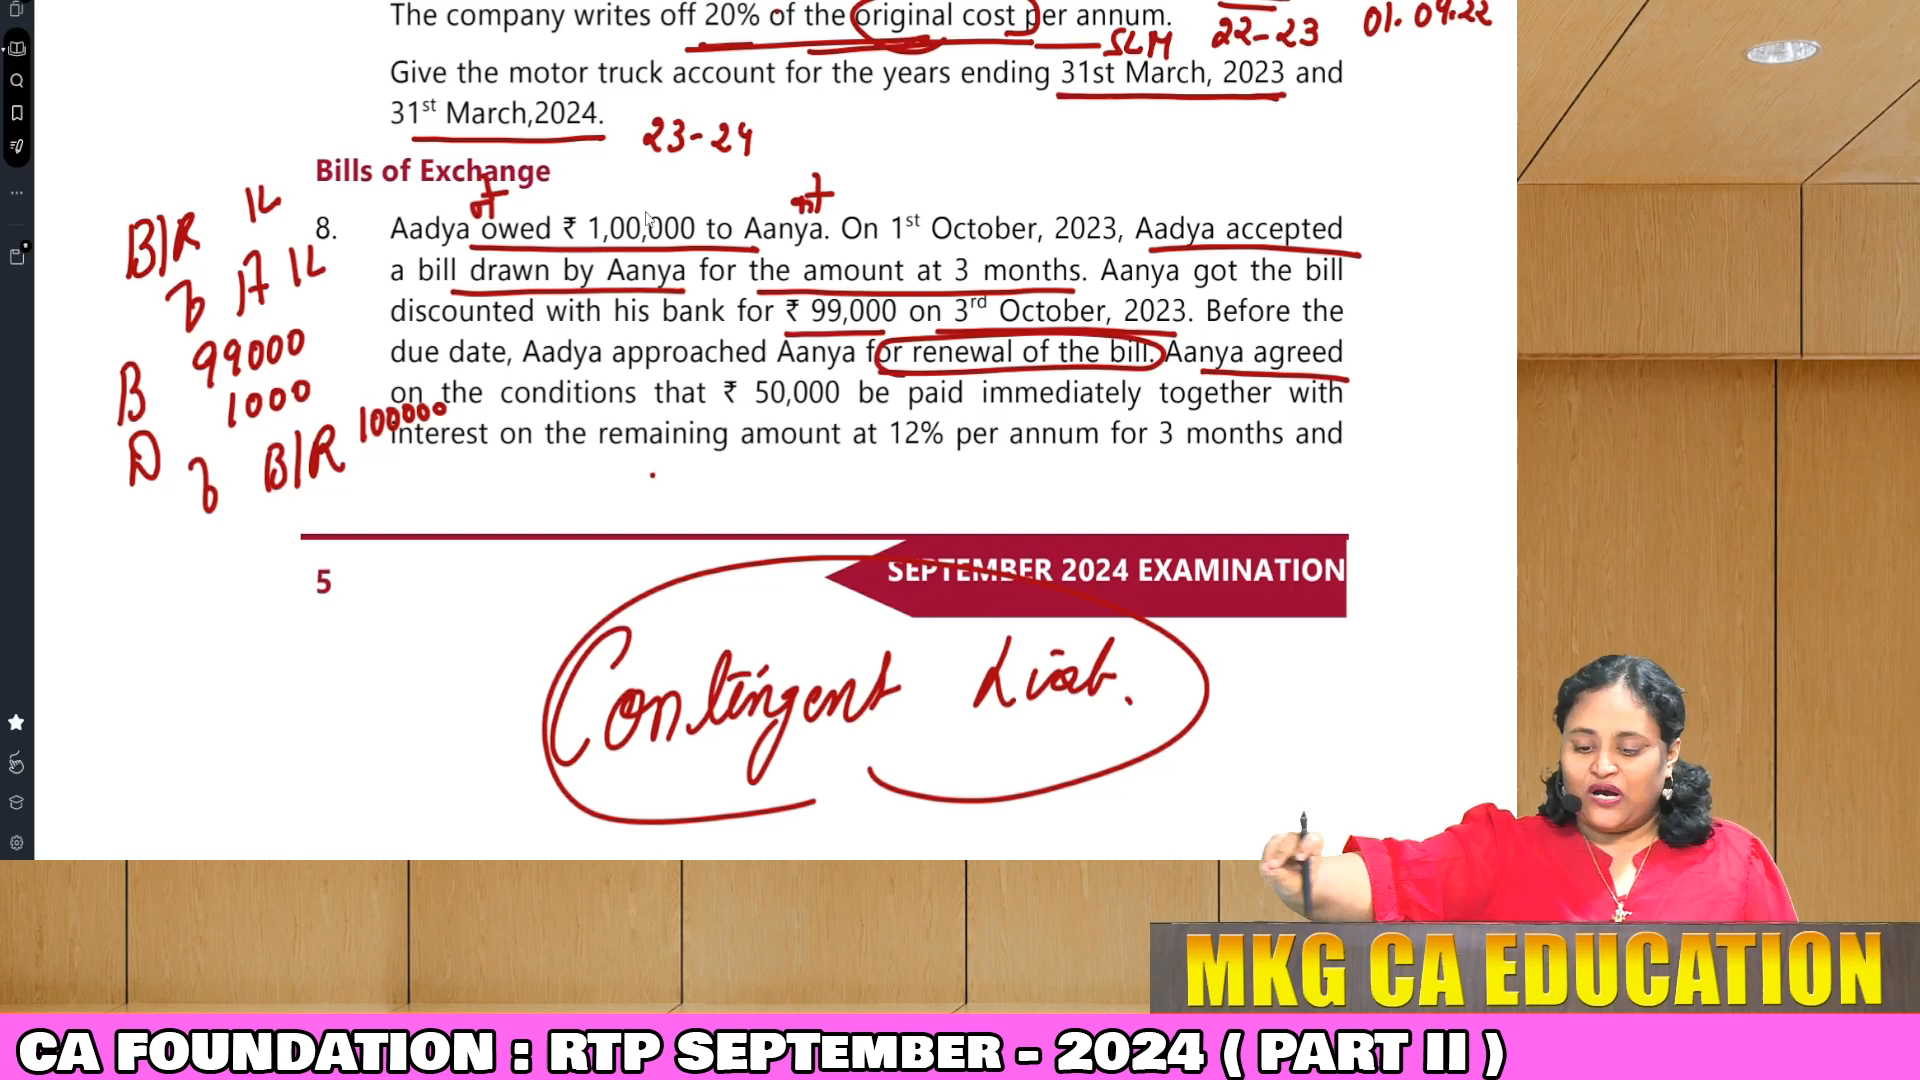 The company writes off 20% of the original cost per annum.
SLM
22-23
01.04.22
Give the motor truck account for the years ending 31st March, 2023 and
31st March,2024.
23-24
Bills of Exchange
8. Aadya owed ₹ 1,00,000 to Aanya. On 1st October, 2023, Aadya accepted
a bill drawn by Aanya for the amount at 3 months. Aanya got the bill
discounted with his bank for ₹ 99,000 on 3rd October, 2023. Before the
due date, Aadya approached Aanya for renewal of the bill. Aanya agreed
on the conditions that ₹ 50,000 be paid immediately together with
interest on the remaining amount at 12% per annum for 3 months and
B/R 1L
To A 1L
B 99000
D 1000
To B/R 100000
5
SEPTEMBER 2024 EXAMINATION
Contingent Liab.
MKG CA EDUCATION
CA FOUNDATION : RTP SEPTEMBER - 2024 ( PART II )